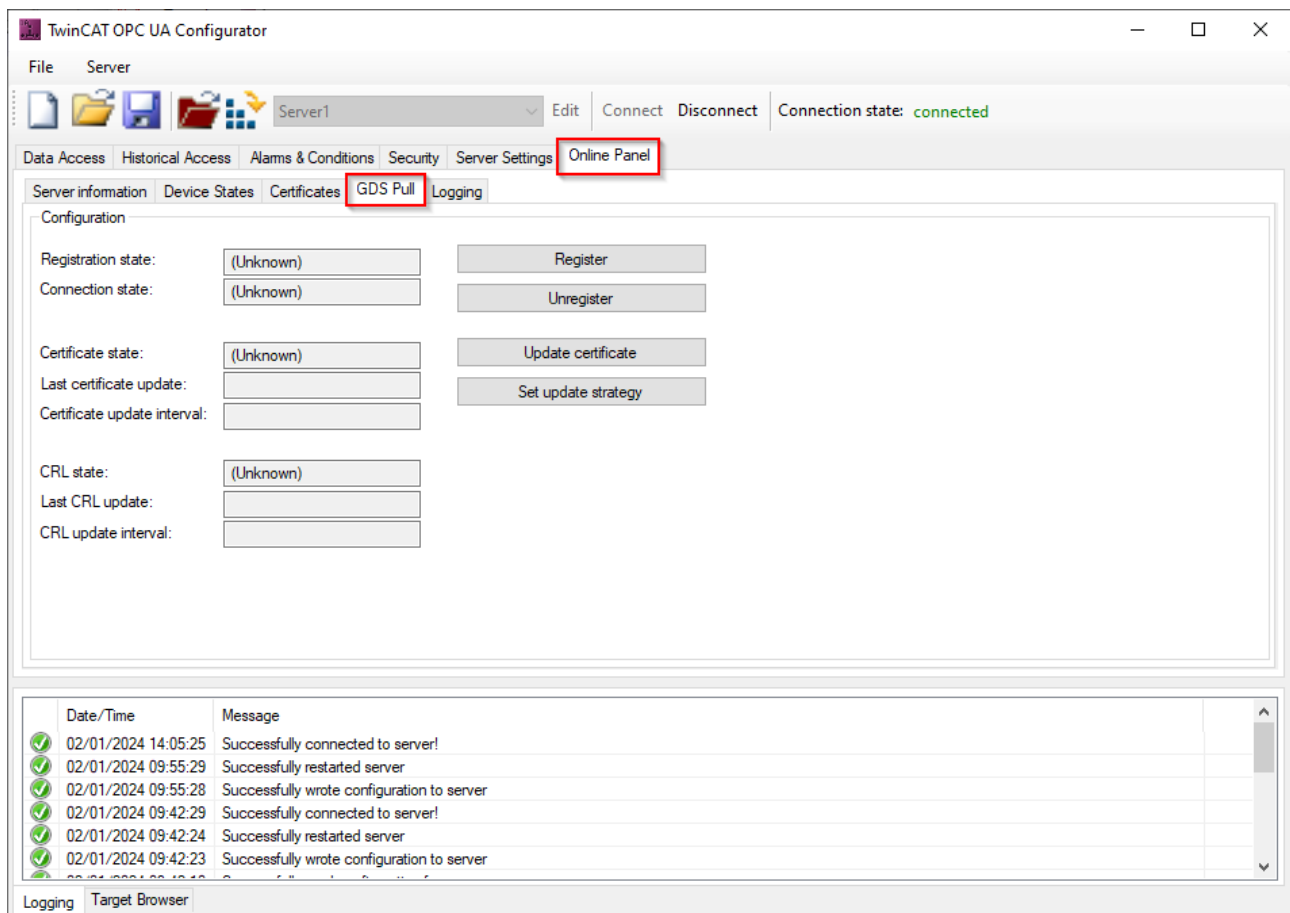 TwinCAT OPC UA Configurator
File Server
Server1 Edit Connect Disconnect Connection state: connected
Data Access Historical Access Alarms & Conditions Security Server Settings Online Panel
Server information Device States Certificates GDS Pull Logging
Configuration
Registration state: (Unknown) Register
Connection state: (Unknown) Unregister
Certificate state: (Unknown) Update certificate
Last certificate update: Set update strategy
Certificate update interval:
CRL state: (Unknown)
Last CRL update:
CRL update interval:
Date/Time Message
02/01/2024 14:05:25 Successfully connected to server!
02/01/2024 09:55:29 Successfully restarted server
02/01/2024 09:55:28 Successfully wrote configuration to server
02/01/2024 09:42:29 Successfully connected to server!
02/01/2024 09:42:24 Successfully restarted server
02/01/2024 09:42:23 Successfully wrote configuration to server
Logging Target Browser